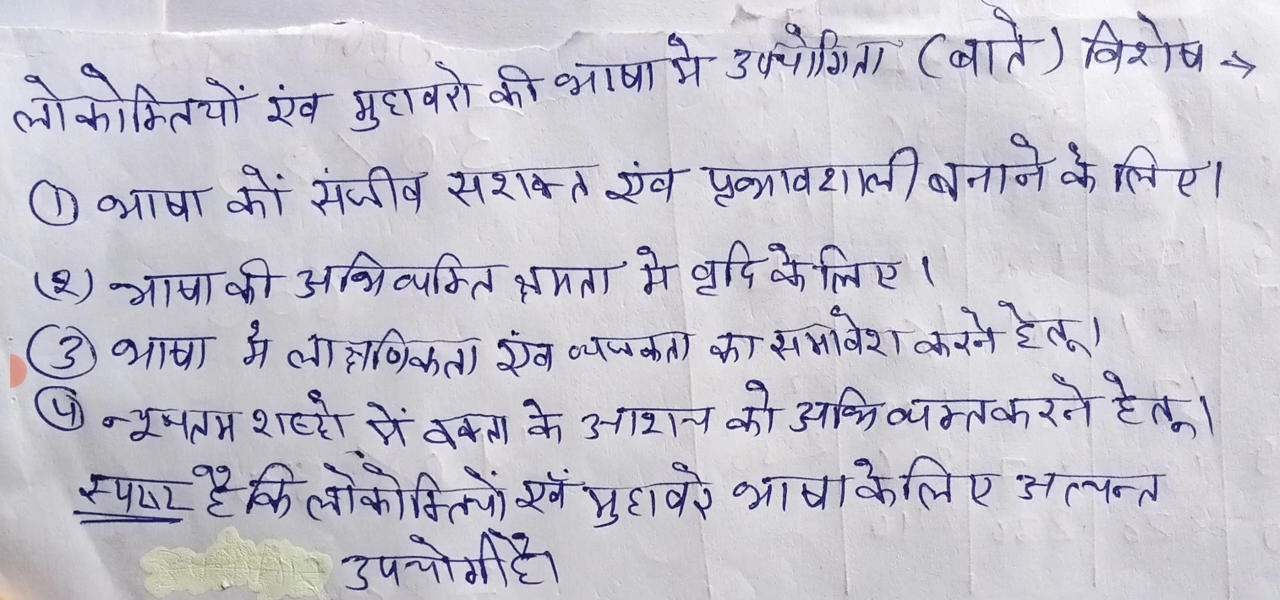 लोकोक्तियों एंव मुहावरो की भाषा मे उपयोगिता (बाते) विशेष →
① भाषा कों संजीव सशक्त एंव प्रभावशाली बनाने के लिए।
(२) भाषा की अभिव्यक्ति क्षमता मे वृदि के लिए।
③ भाषा मे लाक्षणिकता एंव व्यजकता का समावेश करने हेतू।
④ न्यूनतम शब्दो में वक्ता के आशय को अभिव्यक्त करने हेतू।
स्पष्ट है कि लोकोक्तियों एवं मुहावरे भाषा के लिए अत्यन्त
उपयोगी है।